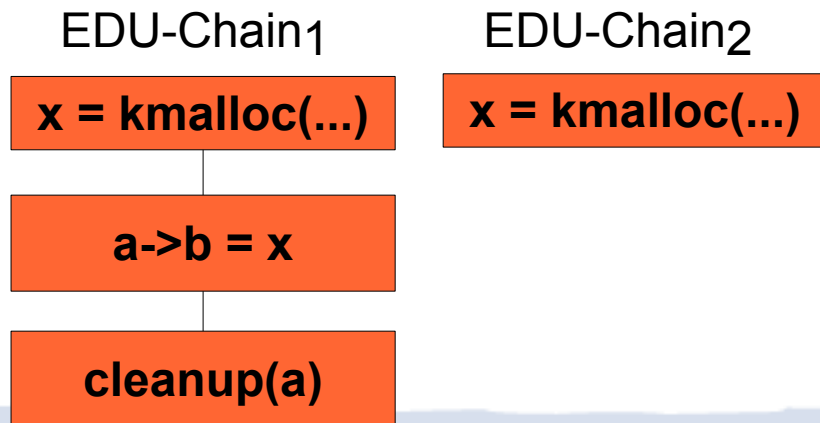 EDU-Chain1
x = kmalloc(...)
a->b = x
cleanup(a)
EDU-Chain2
x = kmalloc(...)